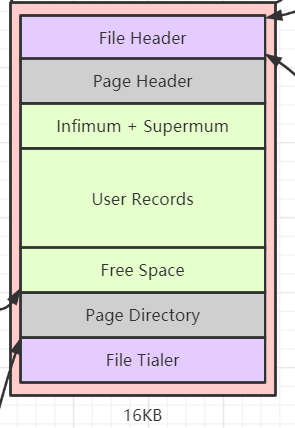 File Header
Page Header
Infimum + Supermum
User Records
Free Space
Page Directory
File Tialer
16KB